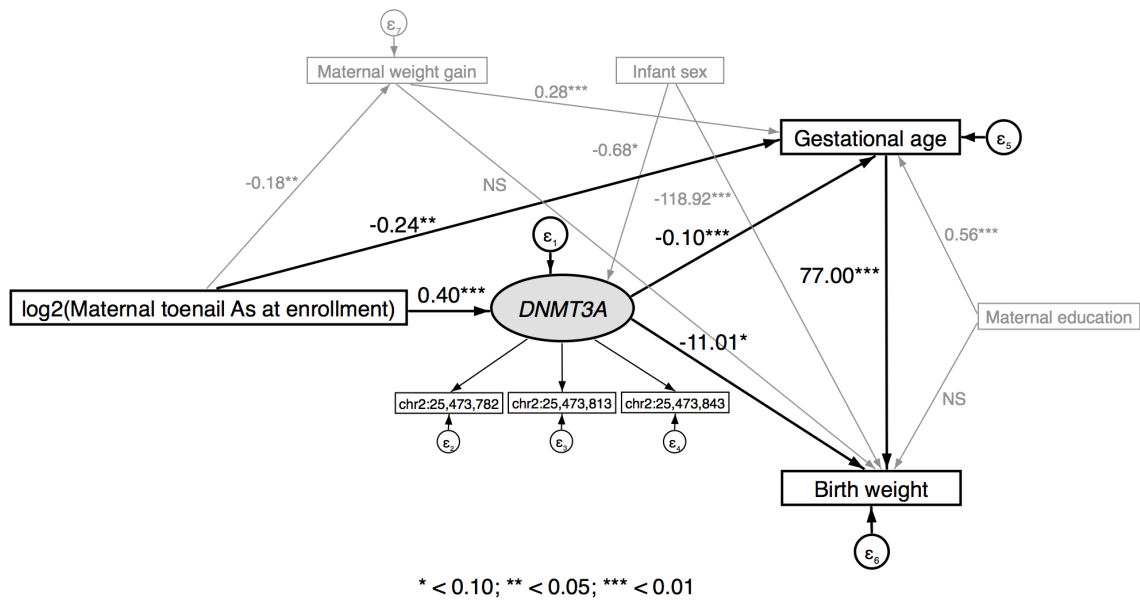 ε7
Maternal weight gain
Infant sex
0.28***
Gestational age
ε5
-0.68*
-0.18**
NS
-118.92***
-0.24**
ε1
-0.10***
0.56***
77.00***
log2(Maternal toenail As at enrollment)
0.40***
DNMT3A
Maternal education
-11.01*
chr2:25,473,782
chr2:25,473,813
chr2:25,473,843
NS
ε2
ε3
ε4
Birth weight
ε6
* < 0.10; ** < 0.05; *** < 0.01